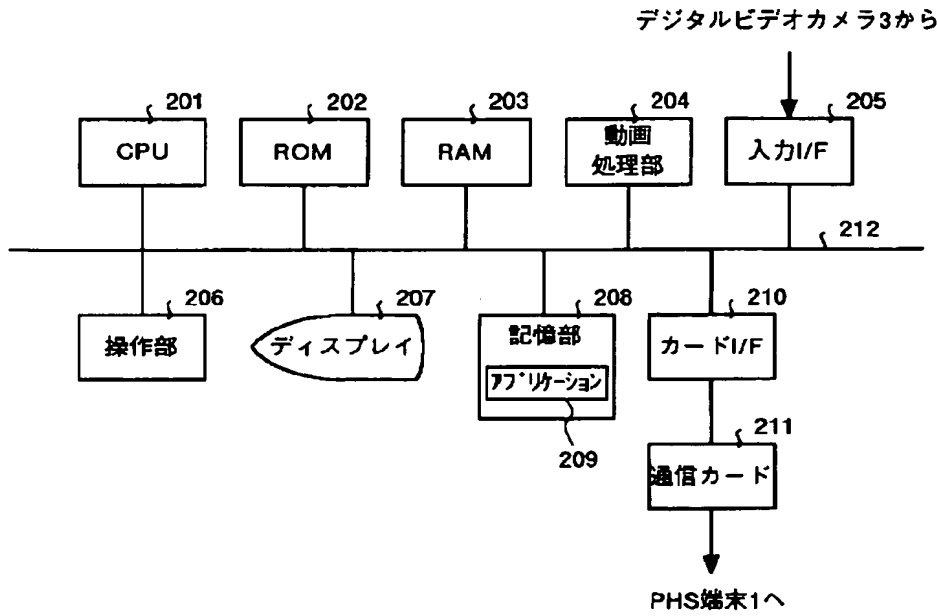 デジタルビデオカメラ3から
201
CPU
202
ROM
203
RAM
204
動画
処理部
205
入力I/F
212
206
操作部
207
ディスプレイ
208
記憶部
アプリケーション
209
210
カードI/F
211
通信カード
PHS端末1へ